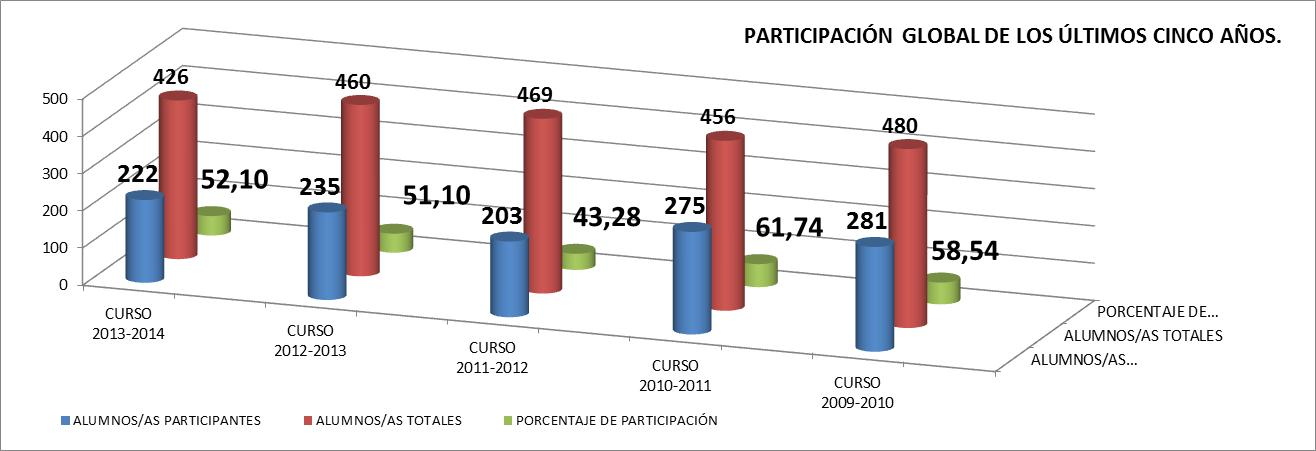 PARTICIPACIÓN GLOBAL DE LOS ÚLTIMOS CINCO AÑOS.
500
400
300
200
100
0
426
460
469
456
480
222
52,10
235
51,10
203
43,28
275
61,74
281
58,54
CURSO
2013-2014
CURSO
2012-2013
CURSO
2011-2012
CURSO
2010-2011
CURSO
2009-2010
PORCENTAJE DE...
ALUMNOS/AS TOTALES
ALUMNOS/AS...
ALUMNOS/AS PARTICIPANTES
ALUMNOS/AS TOTALES
PORCENTAJE DE PARTICIPACIÓN